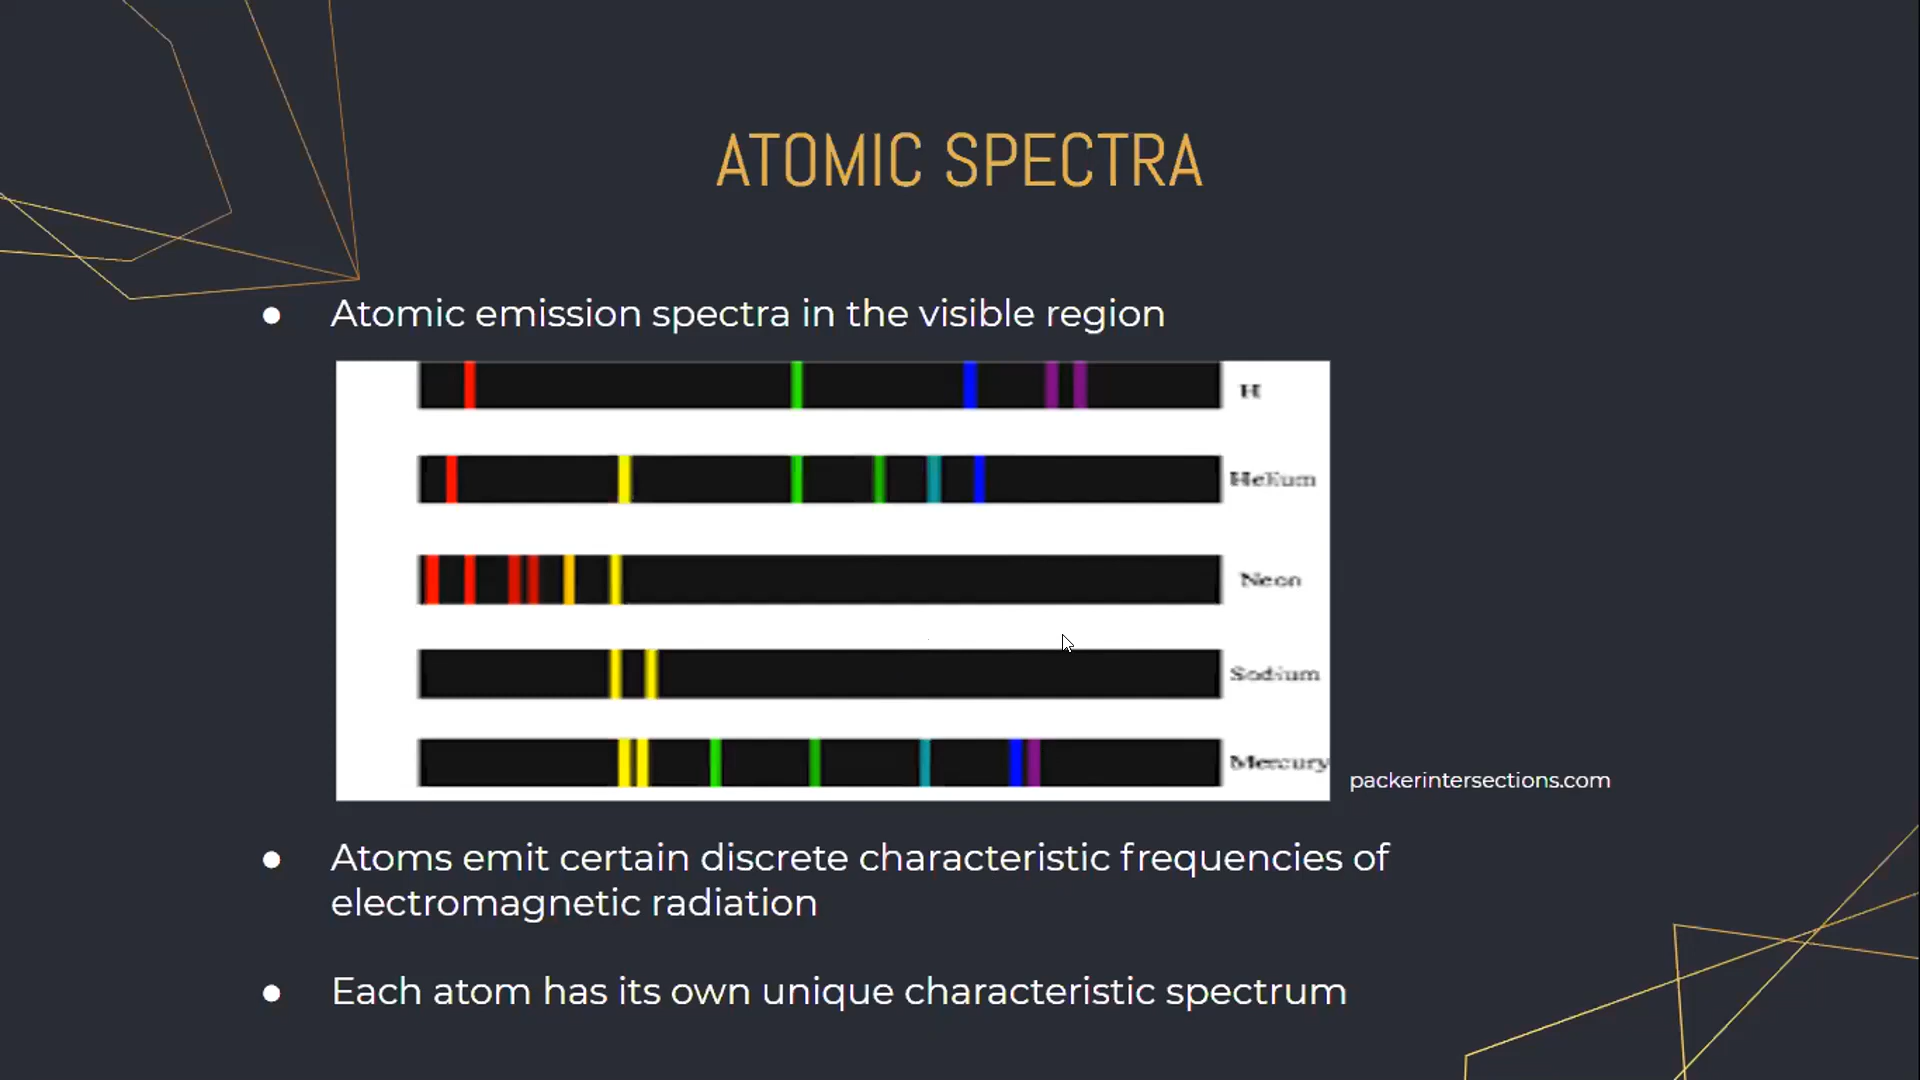 ATOMIC SPECTRA
● Atomic emission spectra in the visible region
H
Helium
Neon
Sodium
Mercury
packerintersections.com
● Atoms emit certain discrete characteristic frequencies of
electromagnetic radiation
● Each atom has its own unique characteristic spectrum